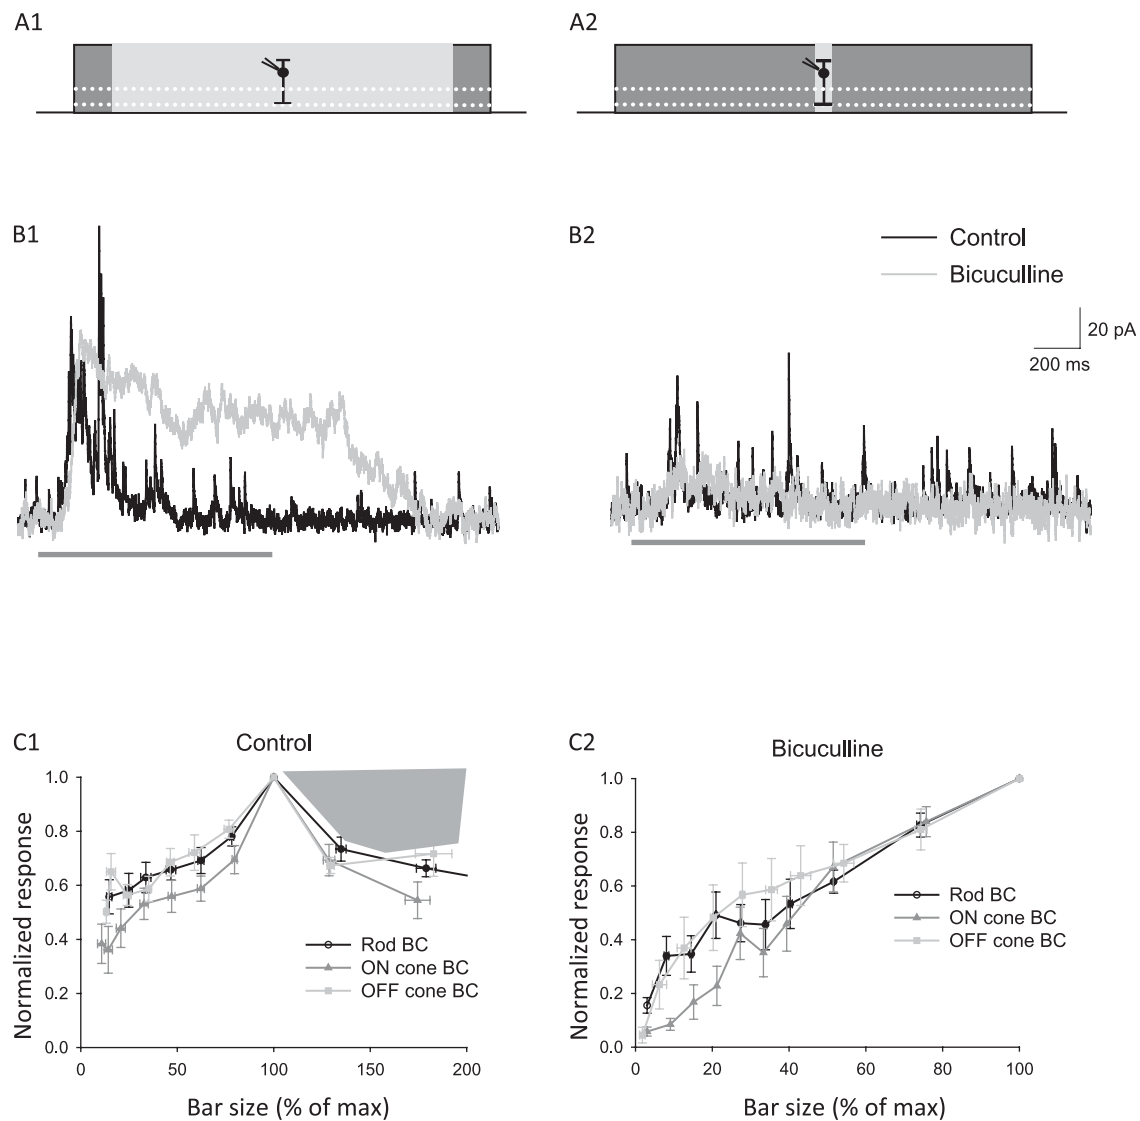 A1
A2
B1
B2
Control
Bicuculline
20 pA
200 ms
C1
Control
Normalized response
1.0
0.8
0.6
0.4
0.2
0.0
0
50
100
150
200
Rod BC
ON cone BC
OFF cone BC
Bar size (% of max)
C2
Bicuculline
Normalized response
1.0
0.8
0.6
0.4
0.2
0.0
0
20
40
60
80
100
Rod BC
ON cone BC
OFF cone BC
Bar size (% of max)